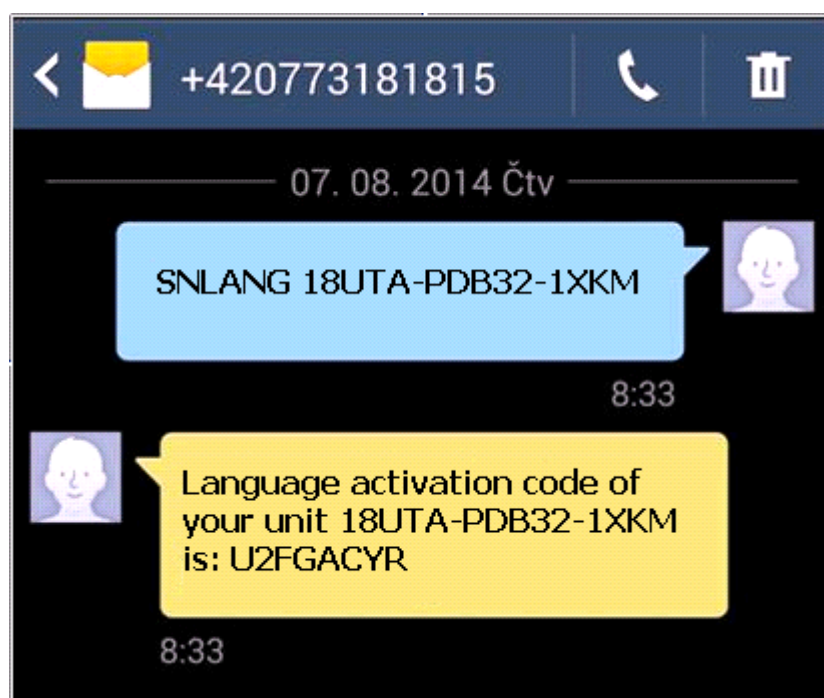 +420773181815
07. 08. 2014 Čtv
SNLANG 18UTA-PDB32-1XKM
8:33
Language activation code of
your unit 18UTA-PDB32-1XKM
is: U2FGACYR
8:33